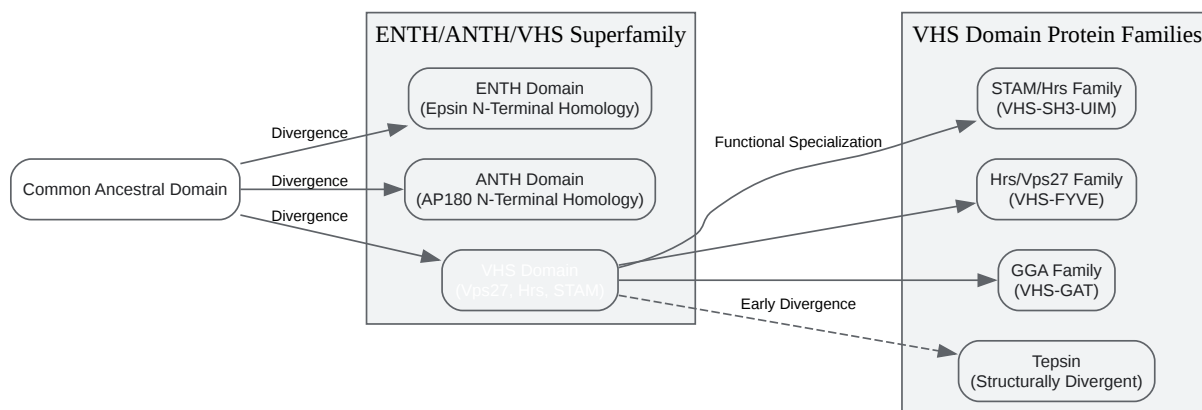 ENTH/ANTH/VHS Superfamily
VHS Domain Protein Families
ENTH Domain
(Epsin N-Terminal Homology)
STAM/Hrs Family
(VHS-SH3-UIM)
Divergence
Functional Specialization
Common Ancestral Domain
Divergence
ANTH Domain
(AP180 N-Terminal Homology)
Hrs/Vps27 Family
(VHS-FYVE)
Divergence
VHS Domain
(Vps27, Hrs, STAM)
GGA Family
(VHS-GAT)
Early Divergence
Tepsin
(Structurally Divergent)